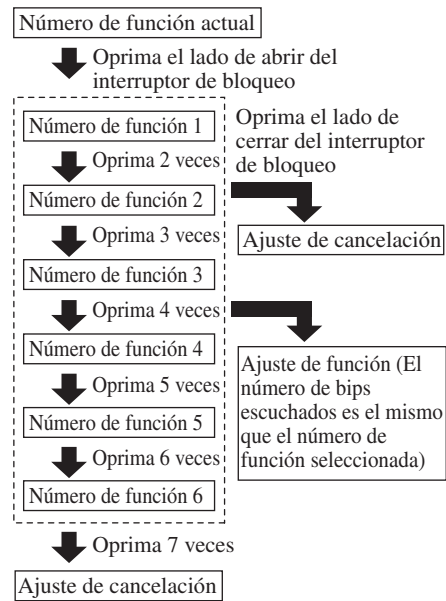 Número de función actual
Oprima el lado de abrir del
interruptor de bloqueo
Número de función 1
Oprima 2 veces
Número de función 2
Oprima 3 veces
Número de función 3
Oprima 4 veces
Número de función 4
Oprima 5 veces
Número de función 5
Oprima 6 veces
Número de función 6
Oprima el lado de
cerrar del interruptor
de bloqueo
Ajuste de cancelación
Ajuste de función (El
número de bips
escuchados es el mismo
que el número de
función seleccionada)
Oprima 7 veces
Ajuste de cancelación